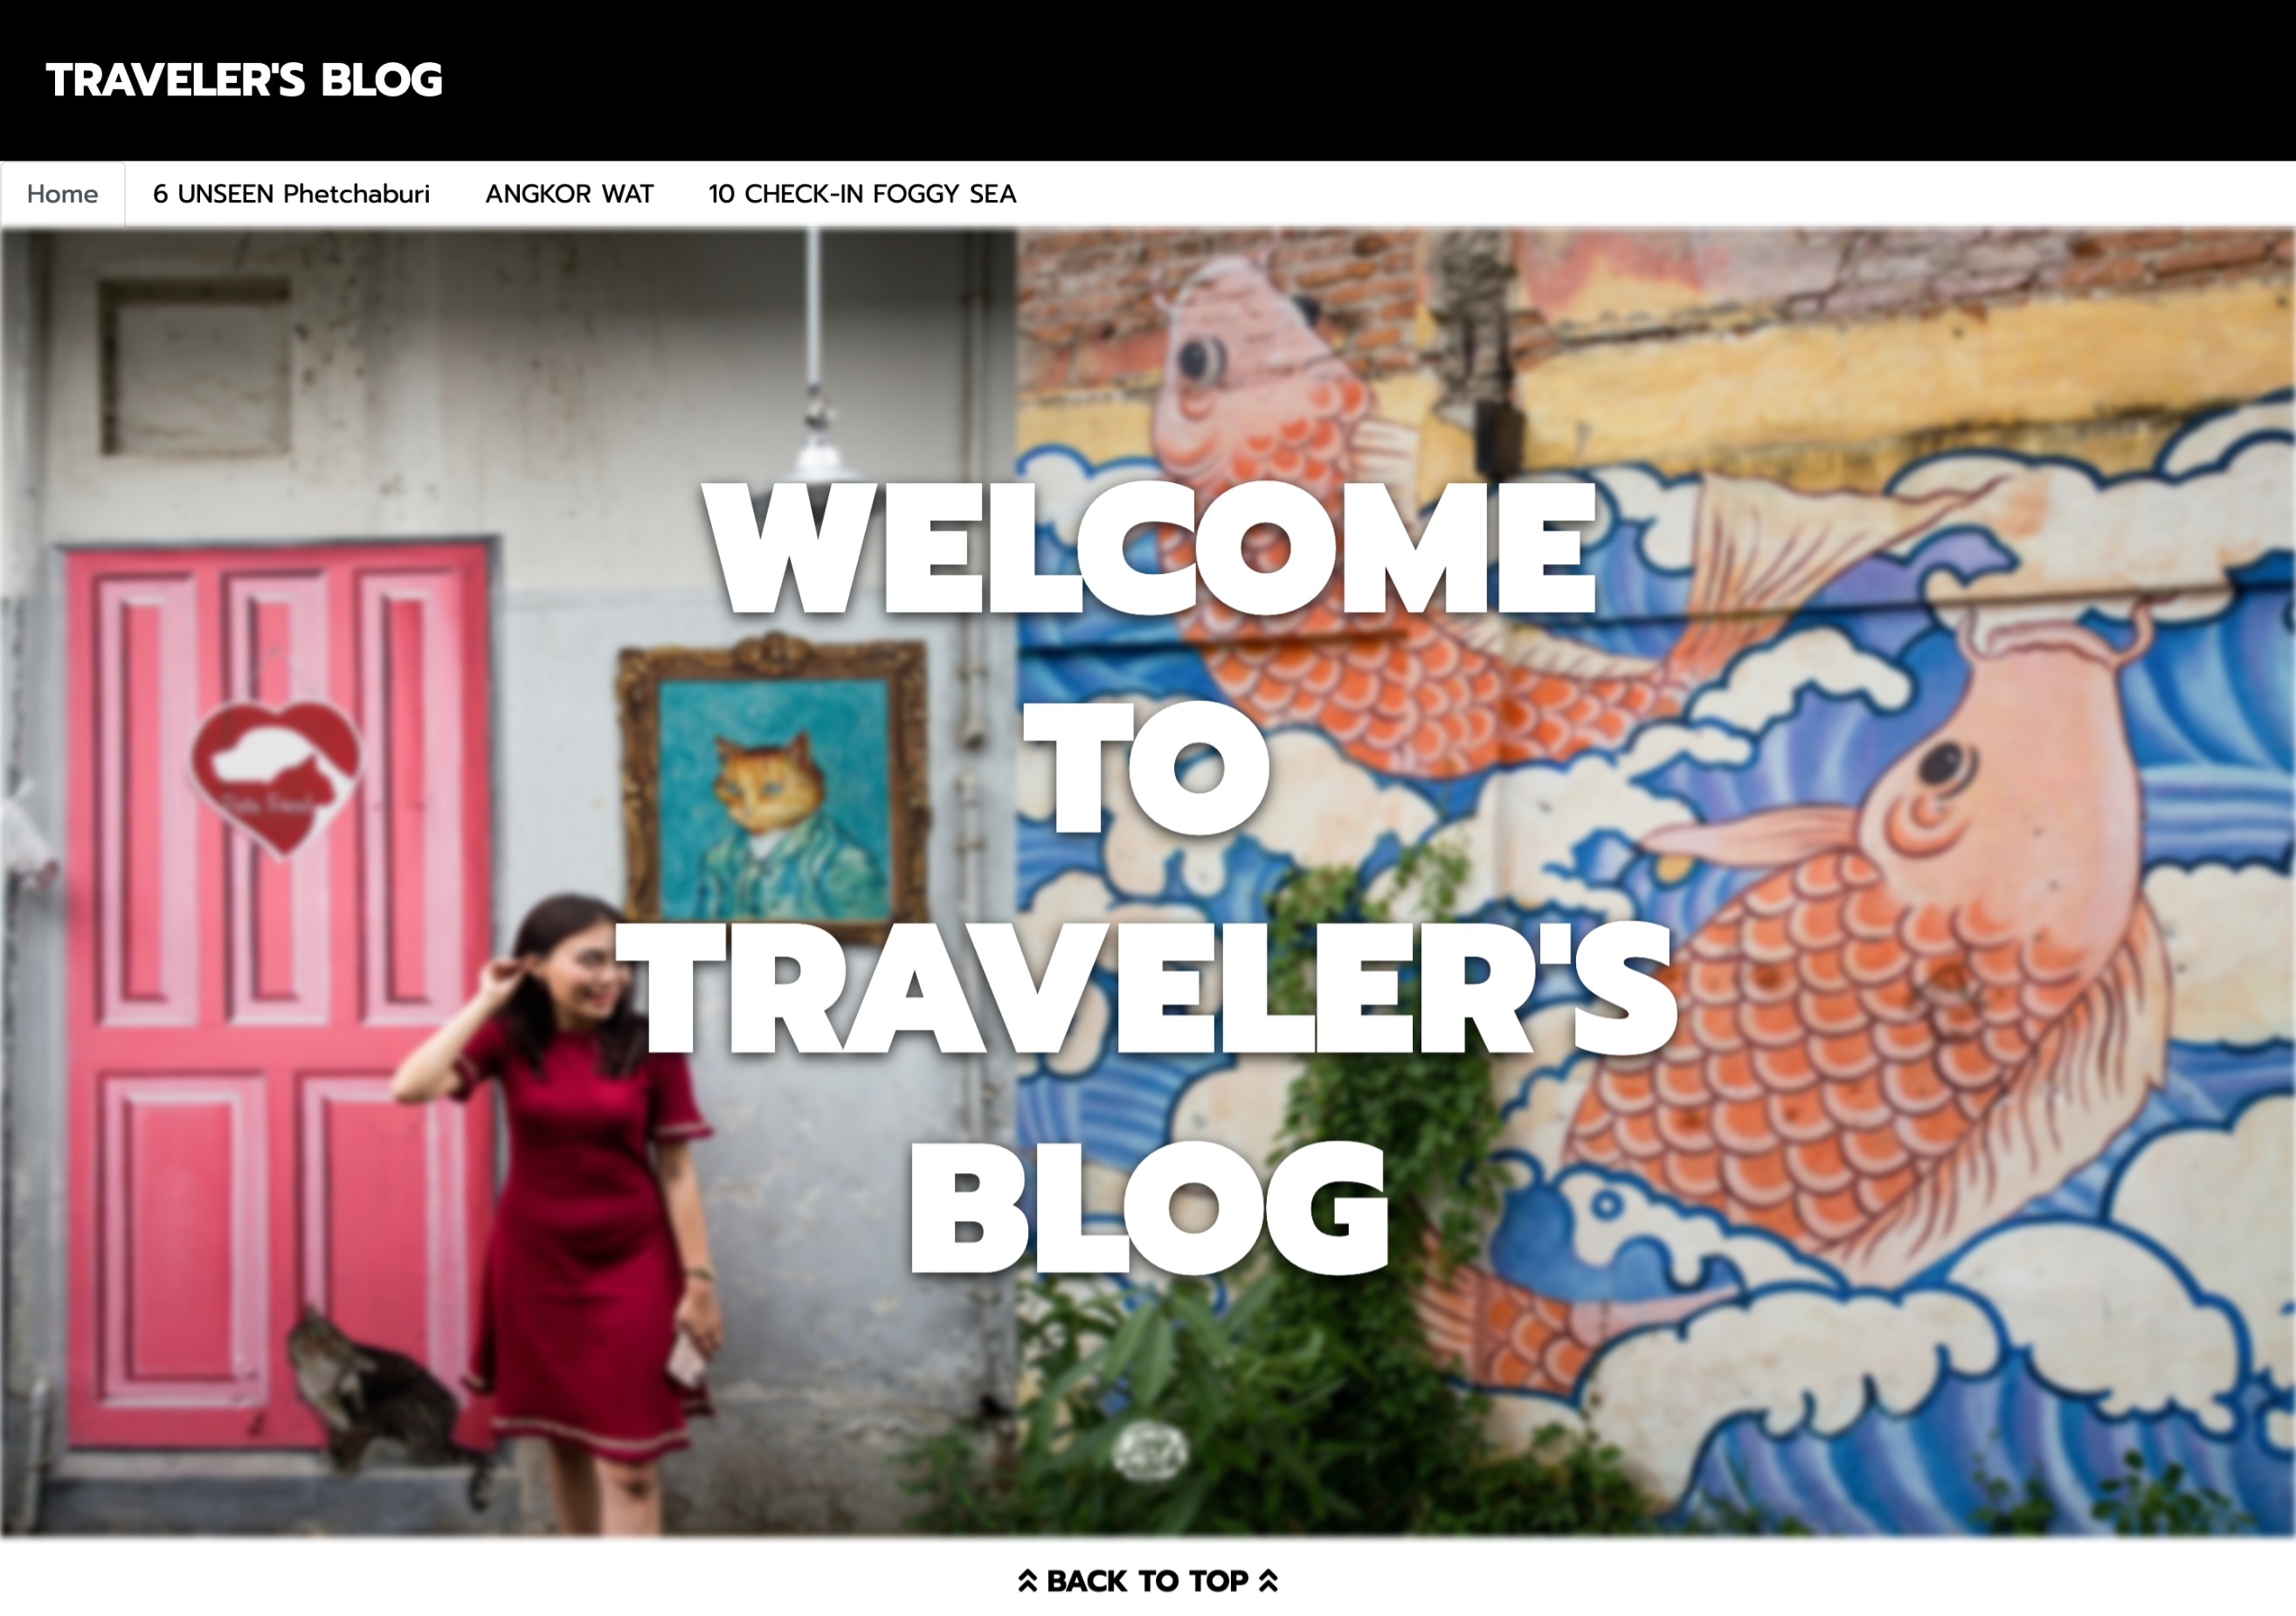 TRAVELER'S BLOG
Home
6 UNSEEN Phetchaburi
ANGKOR WAT
10 CHECK-IN FOGGY SEA
WELCOME
TO
TRAVELER'S
BLOG
BACK TO TOP